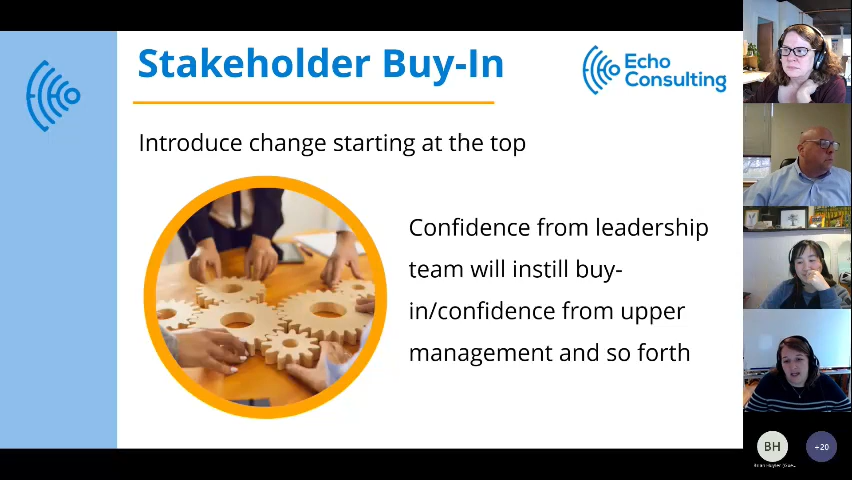 Stakeholder Buy-In
Echo
Consulting
Introduce change starting at the top
Confidence from leadership
team will instill buy-
in/confidence from upper
management and so forth
BH
+20